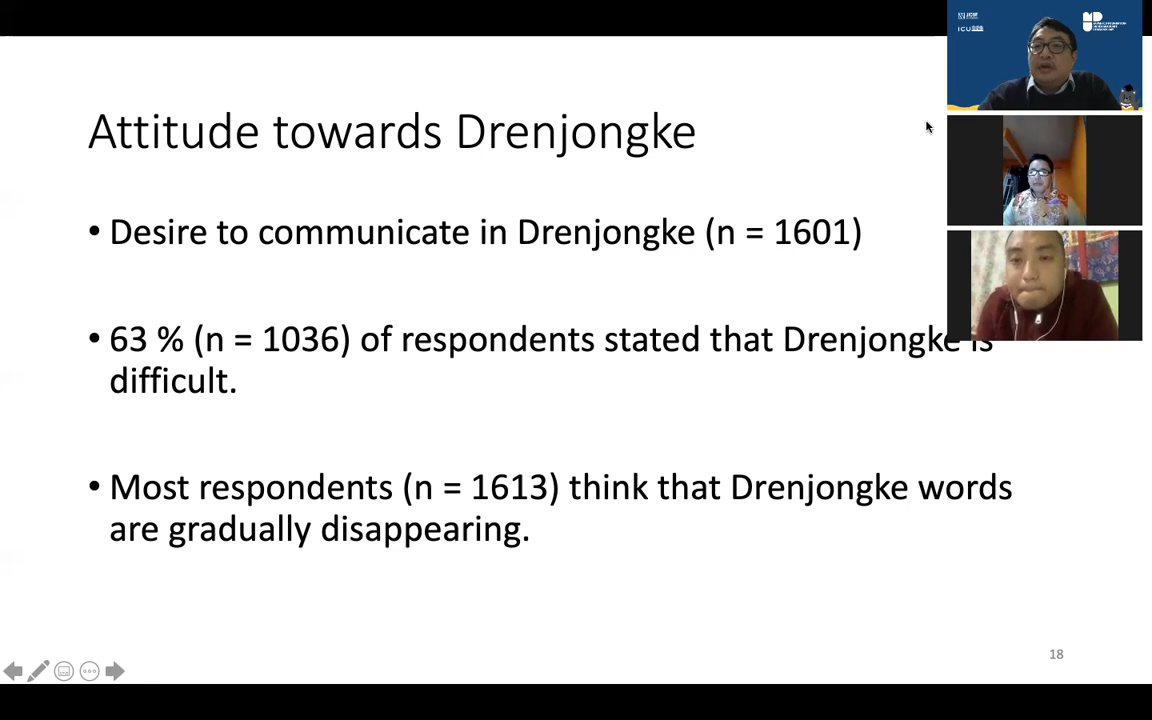 ICU
Attitude towards Drenjongke
• Desire to communicate in Drenjongke (n = 1601)
• 63 % (n = 1036) of respondents stated that Drenjongke is
difficult.
• Most respondents (n = 1613) think that Drenjongke words
are gradually disappearing.
18